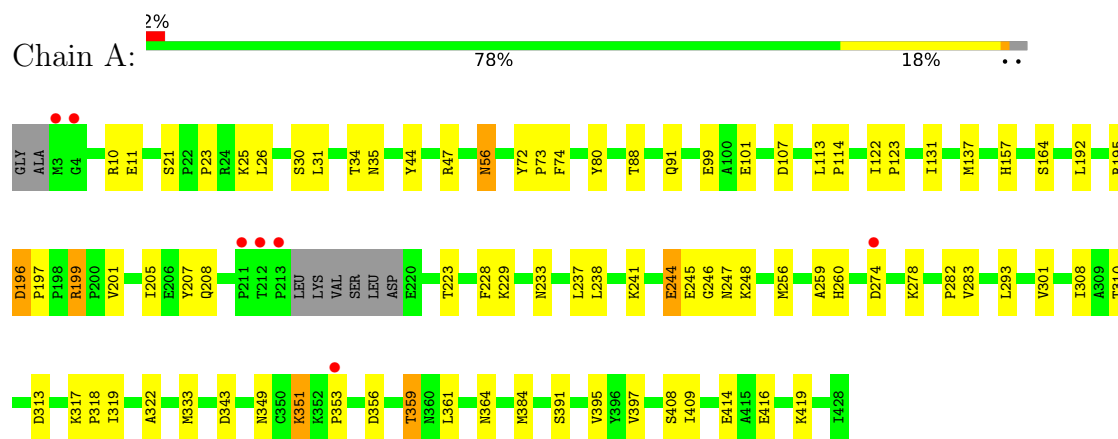 2%
Chain A:
78% 18% ..
GLY ALA M3 G4 R10 E11 S21 P22 P23 R24 K25 L26 S30 L31 T34 N35 Y44 R47 N56 Y72 P73 F74 Y80 T88 Q91 E99 A100 E101 D107 L113 P114 I122 P123 I131 M137 H157 S164 L192
D196 P197 P198 R199 P200 V201 I205 E206 Y207 Q208 P211 T212 P213 LEU LYS VAL SER LEU ASP E220 T223 F228 K229 N233 L237 L238 K241 E244 E245 G246 N247 K248 M256 A259 H260 D274 K278 P282 V283 L293 V301 I308 A309 T310
D313 K317 P318 I319 A322 M333 D343 N349 C350 K351 K352 P353 D356 T359 N360 L361 N364 M384 S391 V395 Y396 V397 S408 I409 E414 A415 E416 K419 I428